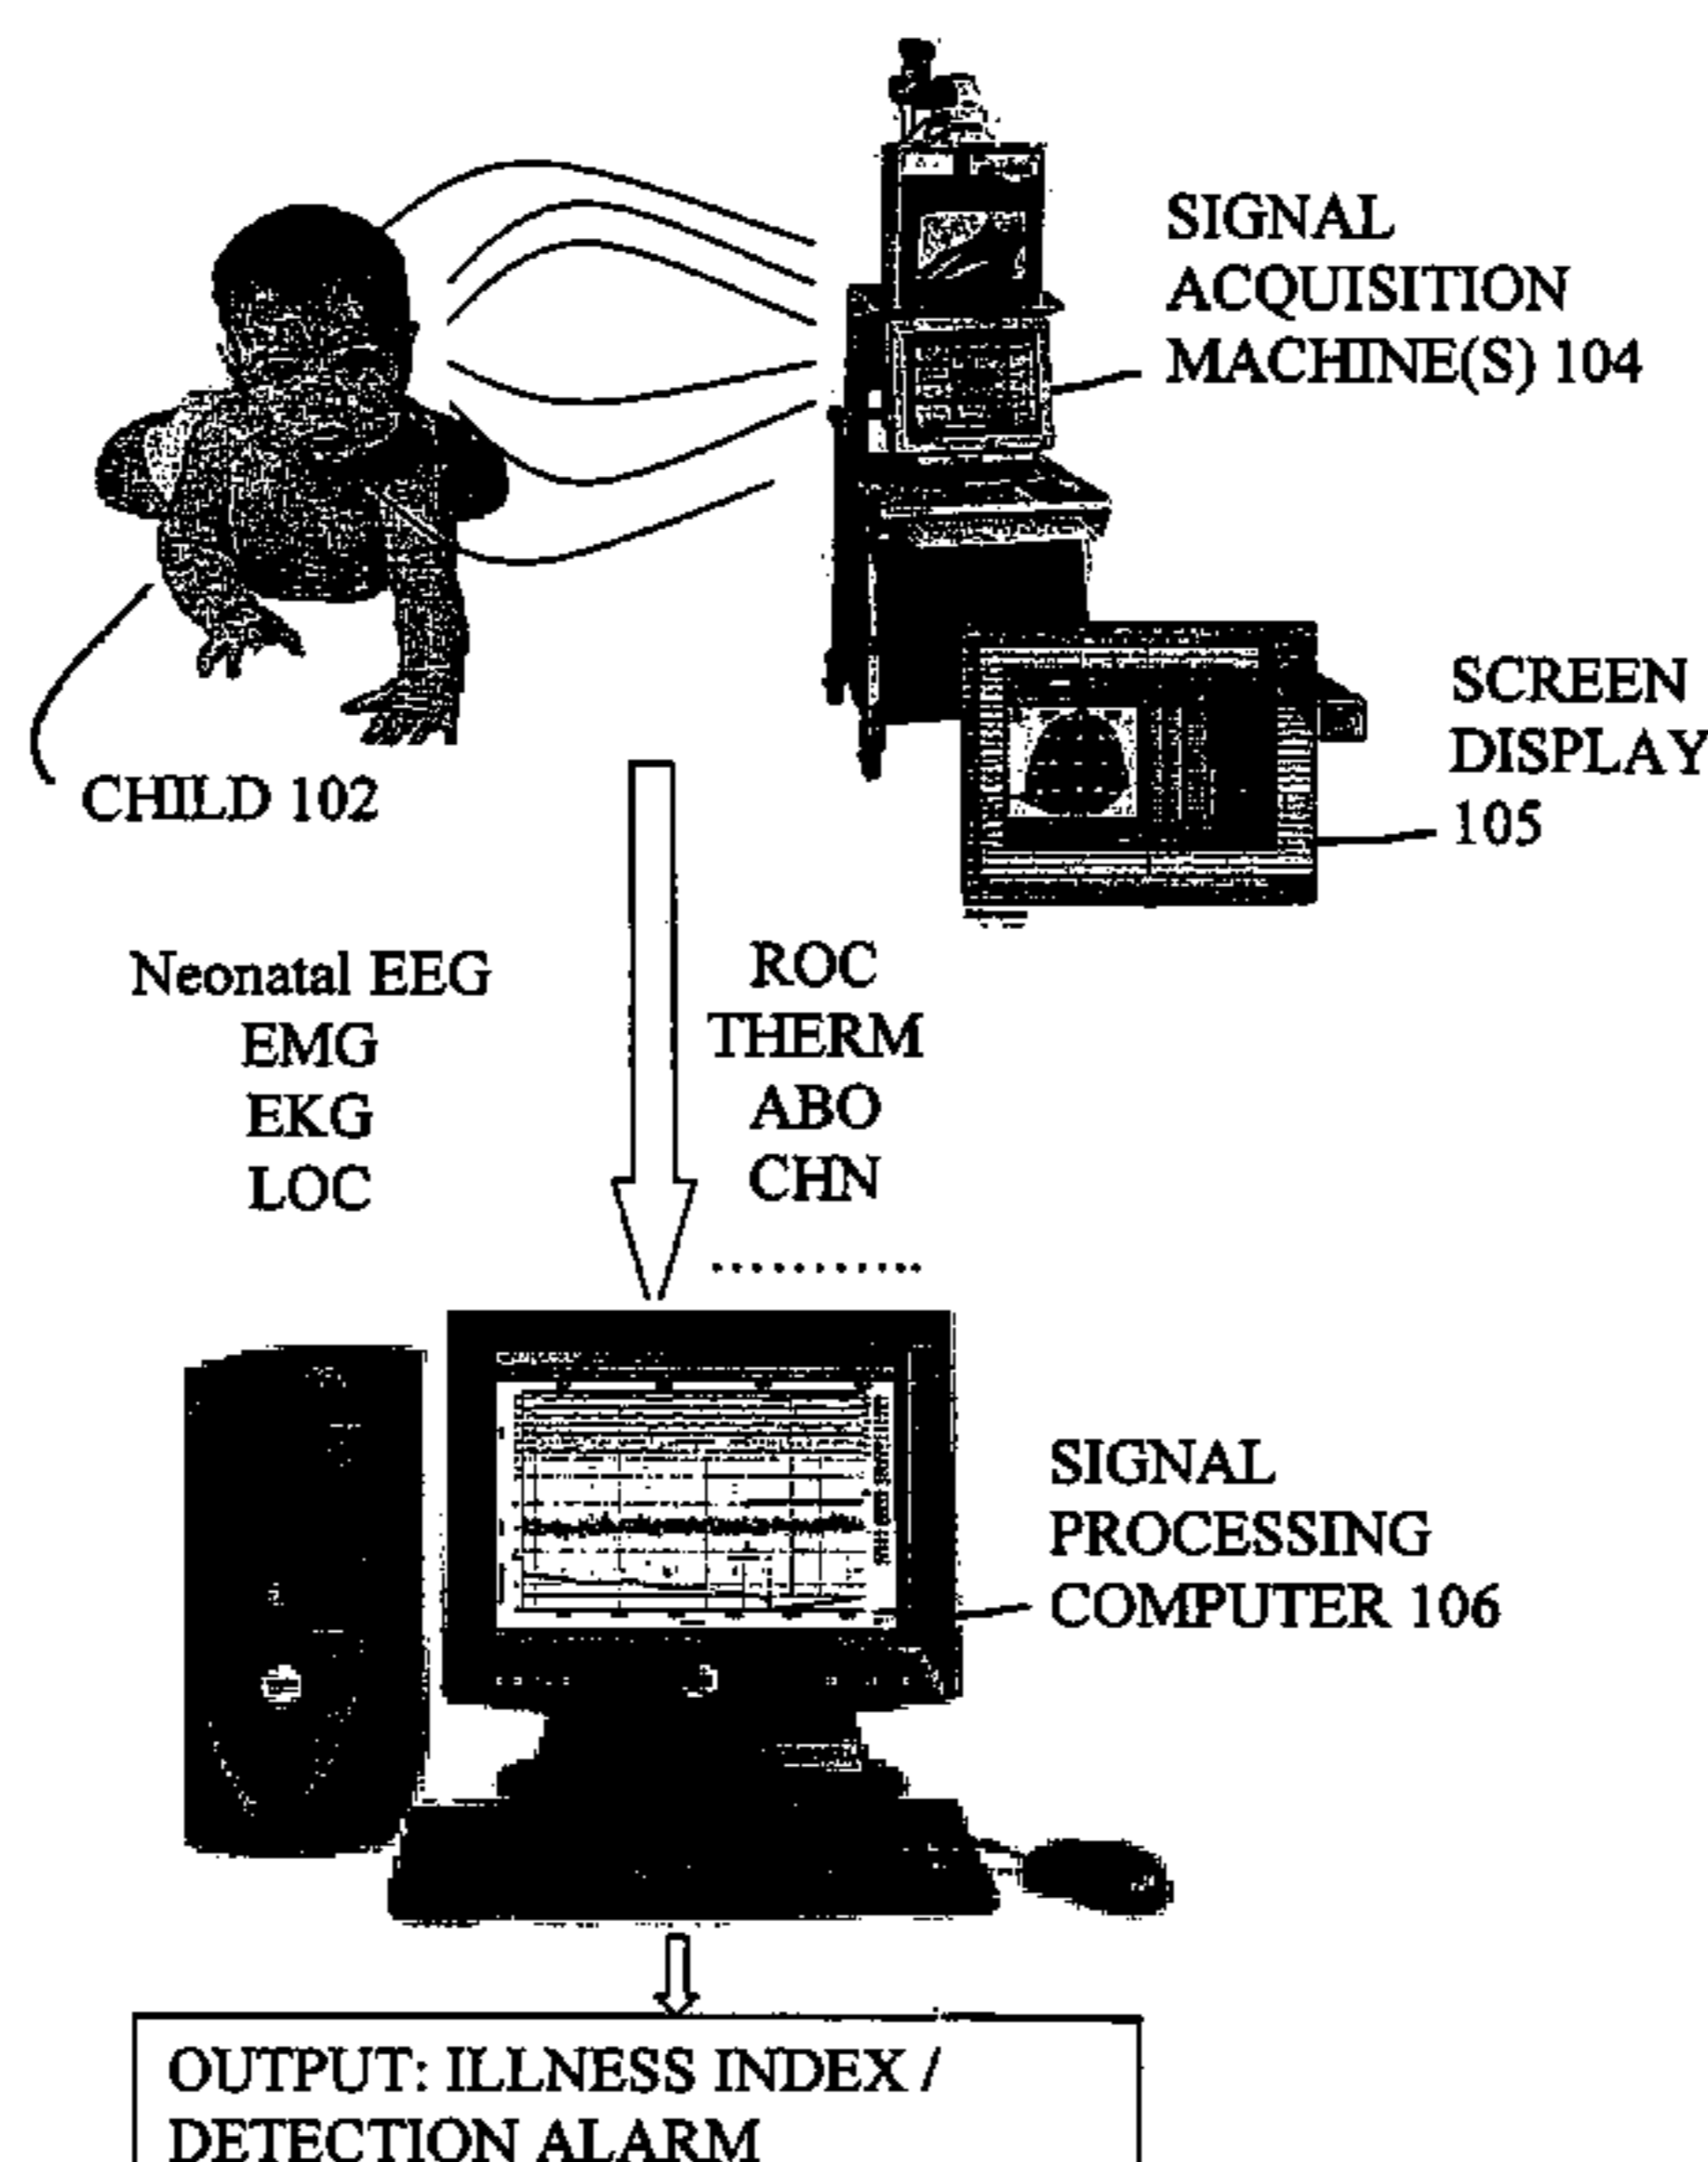 SIGNAL
ACQUISITION
MACHINE(S) 104
SCREEN
DISPLAY
105
CHILD 102
Neonatal EEG
EMG
EKG
LOC
ROC
THERM
ABO
CHN
...........
SIGNAL
PROCESSING
COMPUTER 106
OUTPUT: ILLNESS INDEX /
DETECTION ALARM